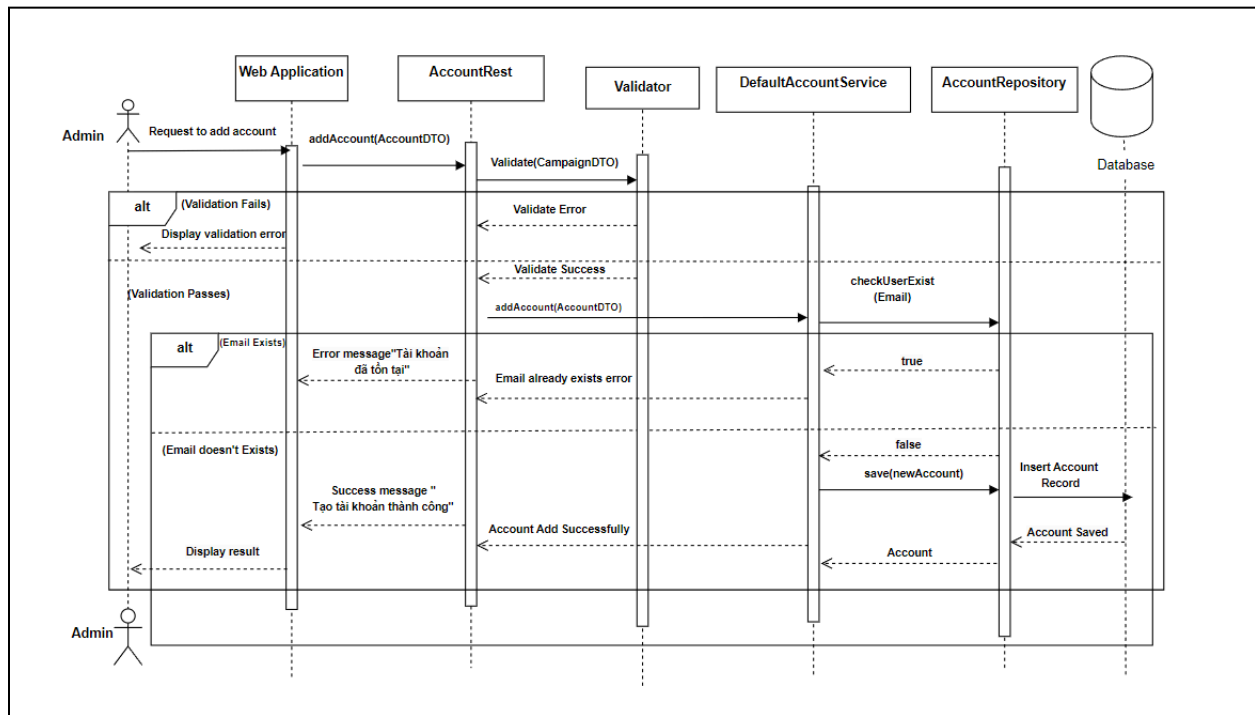 Web Application
AccountRest
Validator
DefaultAccountService
AccountRepository
Admin
Request to add account
addAccount(AccountDTO)
Validate(CampaignDTO)
Database
alt
(Validation Fails)
Validate Error
Display validation error
Validate Success
(Validation Passes)
checkUserExist
(Email)
addAccount(AccountDTO)
alt
(Email Exists)
Error message"Tài khoản
đã tồn tại"
true
Email already exists error
(Email doesn't Exists)
false
save(newAccount)
Insert Account
Record
Success message "
Tạo tài khoản thành công"
Account Add Successfully
Account Saved
Display result
Account
Admin